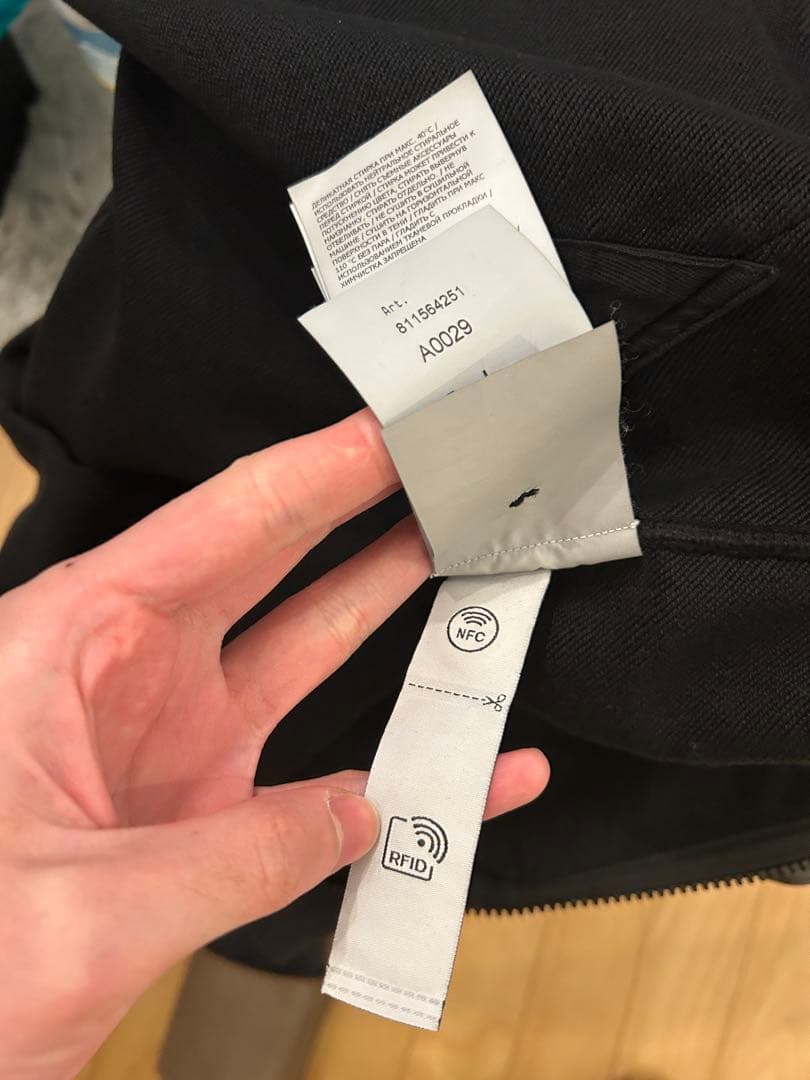 ДЕЛИКАТНАЯ СТИРКА ПРИ МАКС. 40°C /
ИСПОЛЬЗОВАТЬ НЕЙТРАЛЬНОЕ СТИРАЛЬНОЕ
СРЕДСТВО / СНЯТЬ СЪЕМНЫЕ АКСЕССУАРЫ
ПЕРЕД СТИРКОЙ / СТИРКА МОЖЕТ ПРИВЕСТИ К
ПОТУСКНЕНИЮ ЦВЕТА, СТИРАТЬ ВЫВЕРНУВ
НАИЗНАНКУ, СТИРАТЬ ОТДЕЛЬНО. / НЕ
ОТБЕЛИВАТЬ / НЕ СУШИТЬ В СУШИЛЬНОЙ
МАШИНЕ / СУШИТЬ НА ГОРИЗОНТАЛЬНОЙ
ПОВЕРХНОСТИ В ТЕНИ / ГЛАДИТЬ ПРИ МАКС
110 °C БЕЗ ПАРА / ГЛАДИТЬ С
ИСПОЛЬЗОВАНИЕМ ТКАНЕВОЙ ПРОКЛАДКИ /
ХИМЧИСТКА ЗАПРЕЩЕНА
Art.
811564251
A0029
NFC
RFID